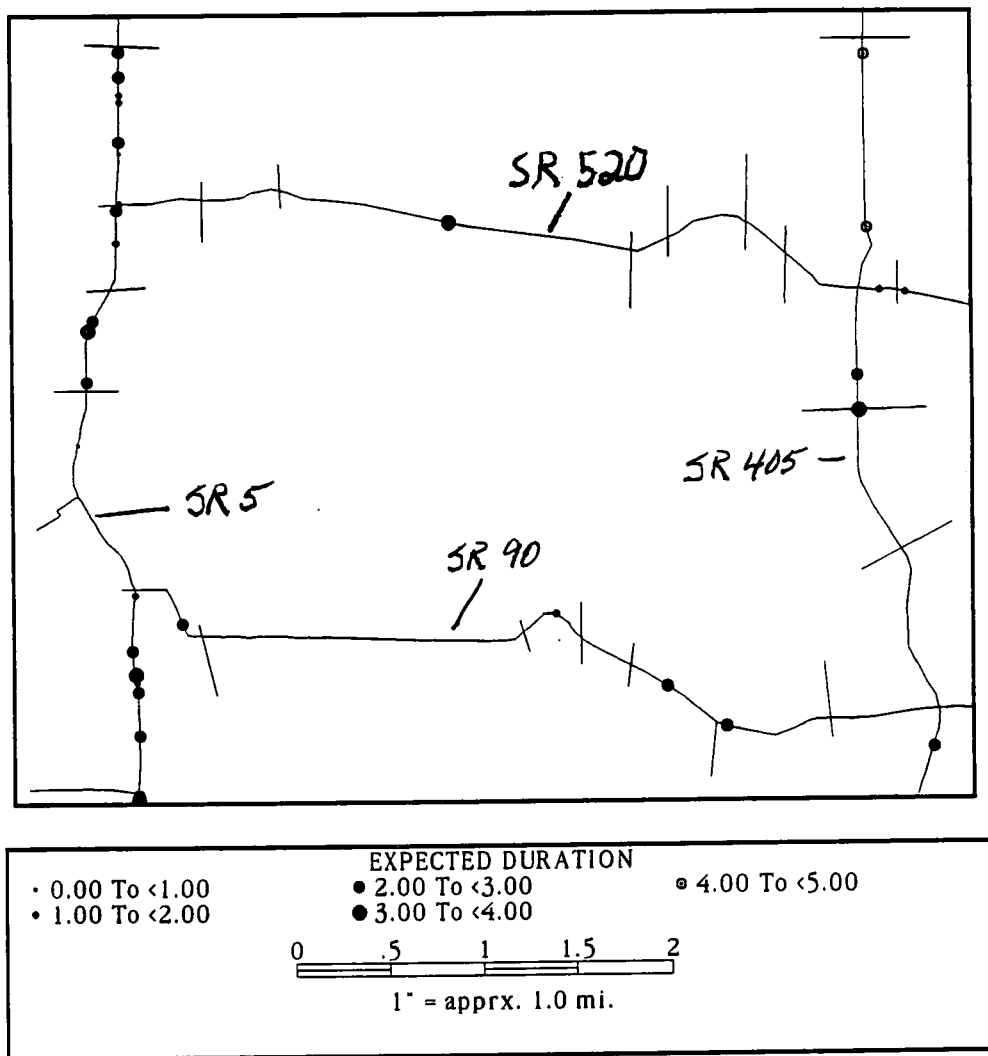 SR 520
SR 405
SR 5
SR 90
EXPECTED DURATION
0.00 To <1.00
2.00 To <3.00
4.00 To <5.00
1.00 To <2.00
3.00 To <4.00
0 .5 1 1.5 2
1" = apprx. 1.0 mi.